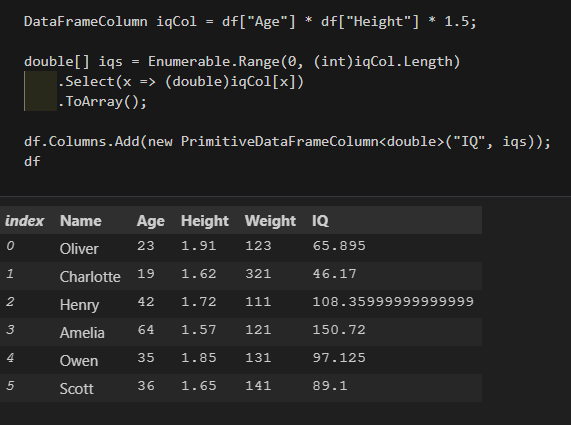 DataFrameColumn iqCol = df["Age"] * df["Height"] * 1.5;
double[] iqs = Enumerable.Range(0, (int)iqCol.Length)
.Select(x => (double)iqCol[x])
.ToArray();
df.Columns.Add(new PrimitiveDataFrameColumn<double>("IQ", iqs));
df
index Name Age Height Weight IQ
0 Oliver 23 1.91 123 65.895
1 Charlotte 19 1.62 321 46.17
2 Henry 42 1.72 111 108.35999999999999
3 Amelia 64 1.57 121 150.72
4 Owen 35 1.85 131 97.125
5 Scott 36 1.65 141 89.1